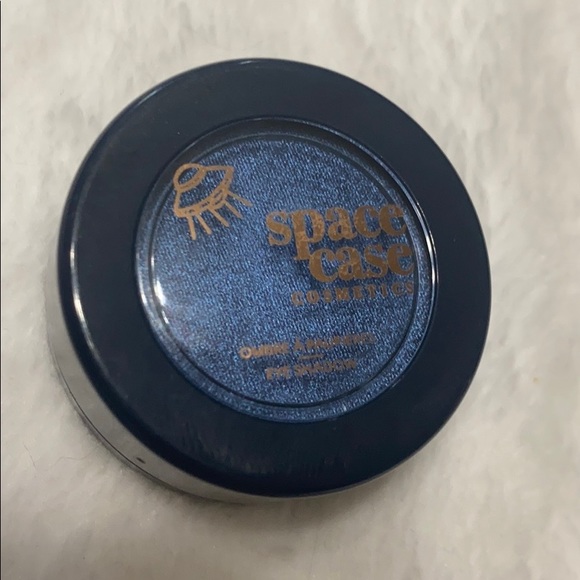 space
case
COSMETICS
OMBRE À PAUPIÈRES
EYE SHADOW